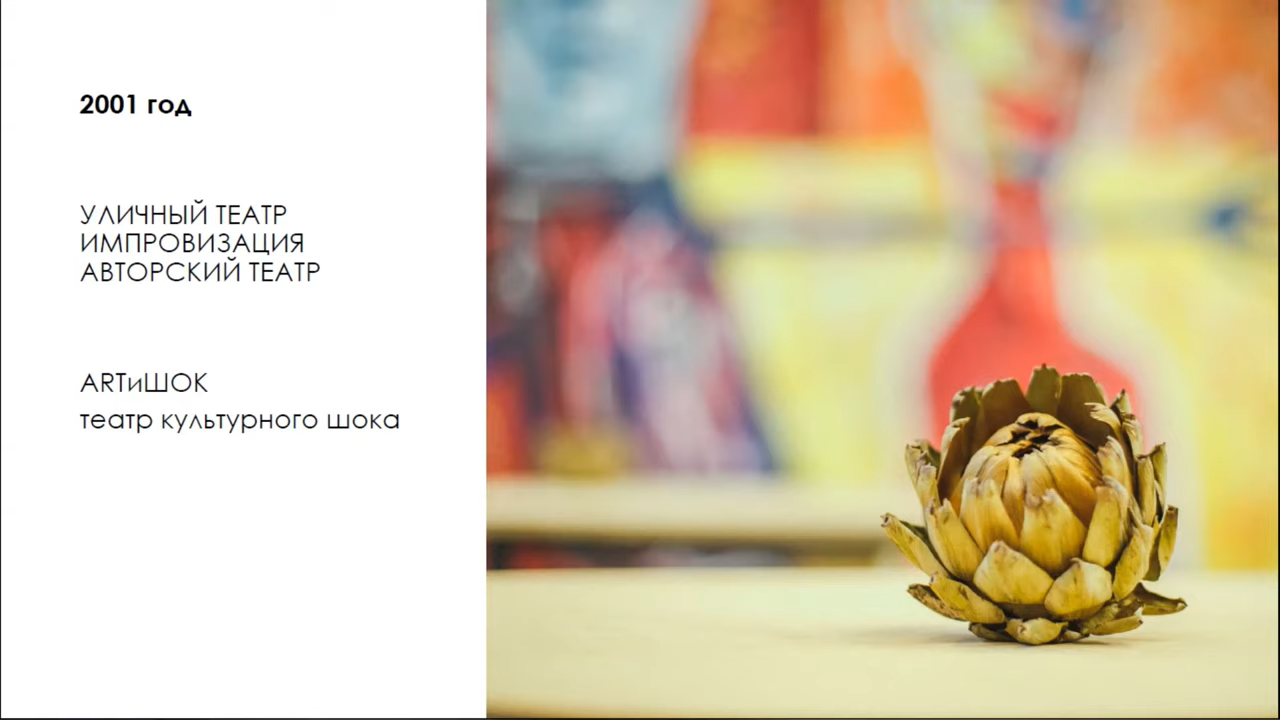 2001 год
УЛИЧНЫЙ ТЕАТР
ИМПРОВИЗАЦИЯ
АВТОРСКИЙ ТЕАТР
ARTиШОК
театр культурного шока